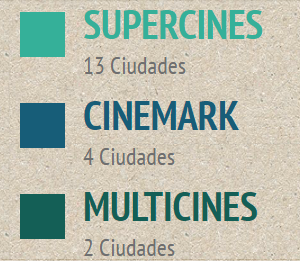 SUPERCINES
13 Ciudades
CINEMARK
4 Ciudades
MULTICINES
2 Ciudades